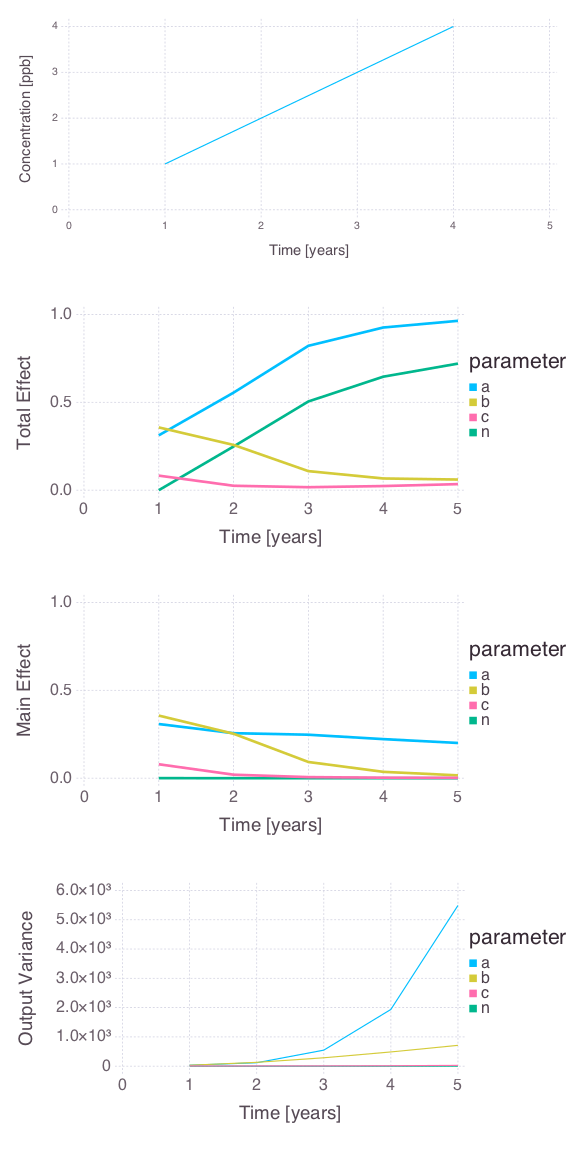 Concentration [ppb]
4
3
2
1
0
0 1 2 3 4 5
Time [years]
Total Effect
1.0
0.5
0.0
0 1 2 3 4 5
Time [years]
parameter
a
b
c
n
Main Effect
1.0
0.5
0.0
0 1 2 3 4 5
Time [years]
parameter
a
b
c
n
Output Variance
6.0×10³
5.0×10³
4.0×10³
3.0×10³
2.0×10³
1.0×10³
0
0 1 2 3 4 5
Time [years]
parameter
a
b
c
n